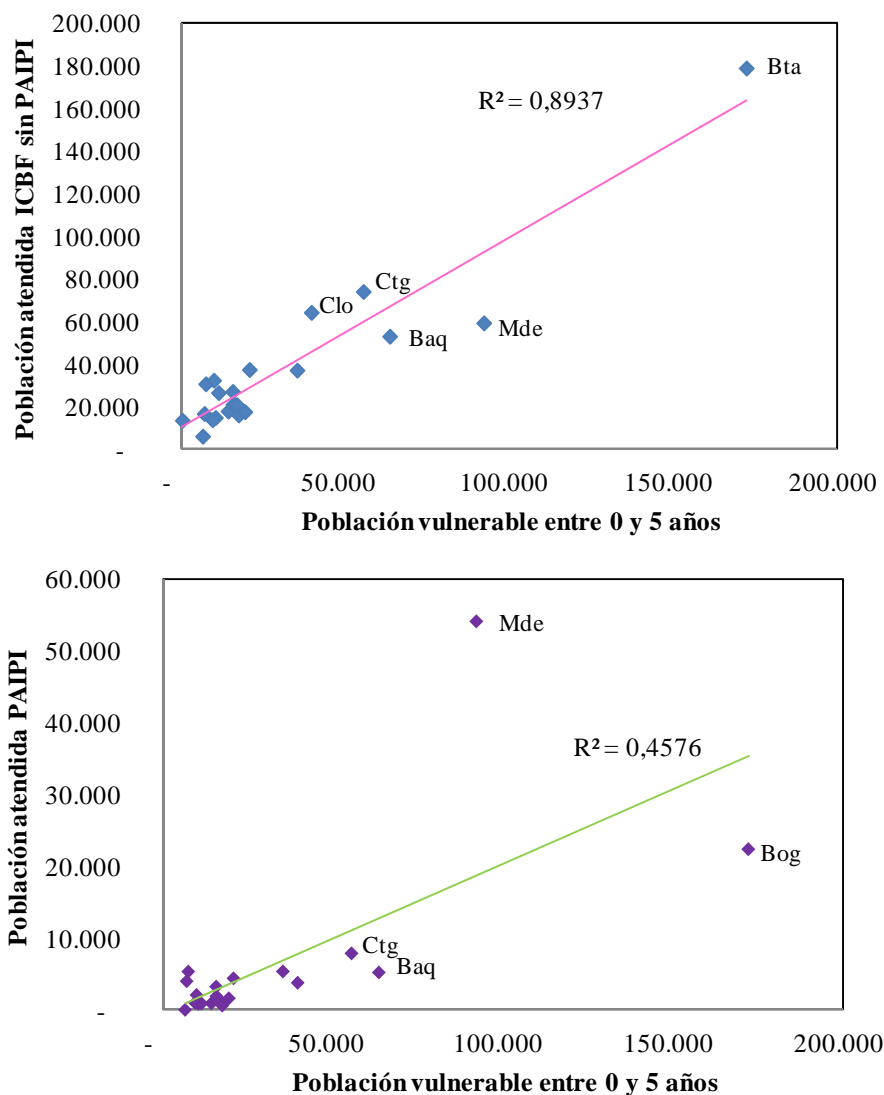 200.000
180.000
160.000
140.000
120.000
100.000
80.000
60.000
40.000
20.000
-
Población atendida ICBF sin PAIPI
Bta
R² = 0,8937
Ctg
Clo
Baq
Mde
- 50.000 100.000 150.000 200.000
Población vulnerable entre 0 y 5 años
60.000
50.000
40.000
30.000
20.000
10.000
-
Población atendida PAIPI
Mde
R² = 0,4576
Bog
Ctg
Baq
- 50.000 100.000 150.000 200.000
Población vulnerable entre 0 y 5 años